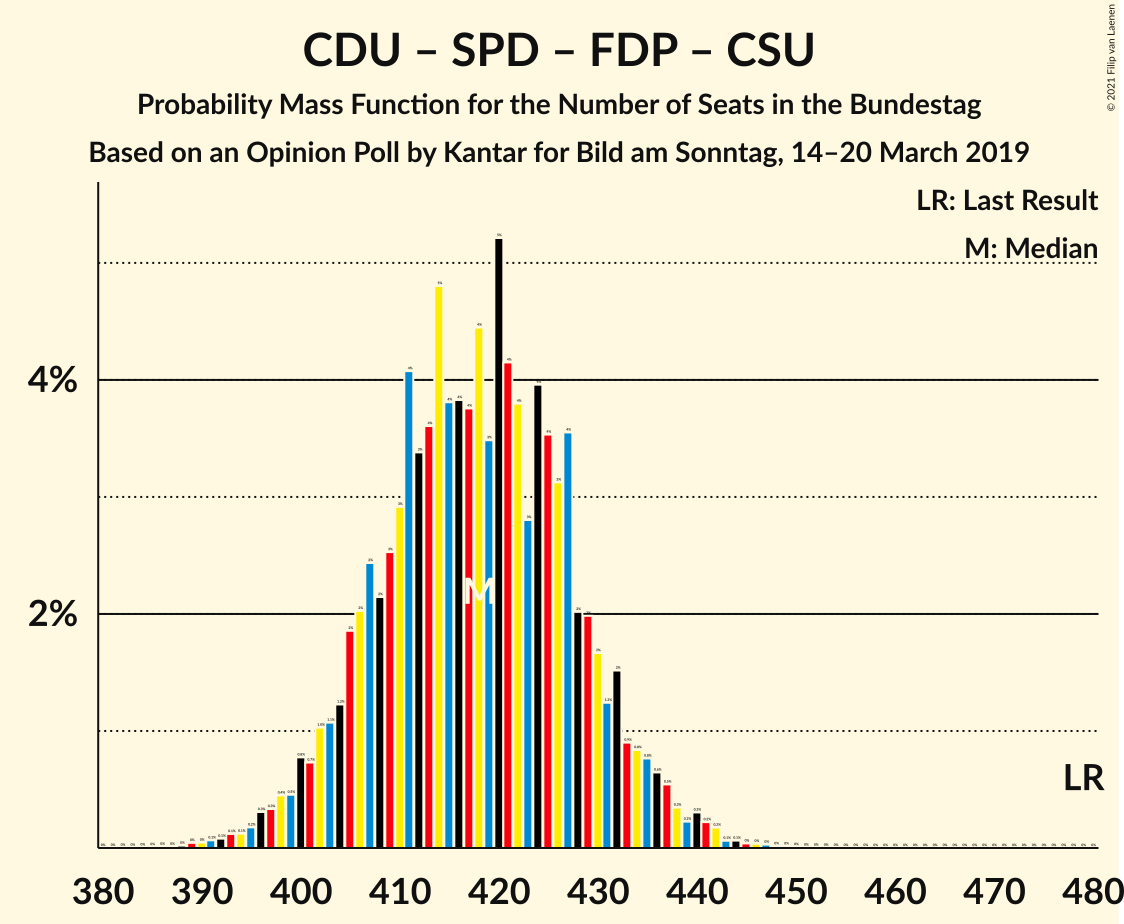 CDU – SPD – FDP – CSU
Probability Mass Function for the Number of Seats in the Bundestag
Based on an Opinion Poll by Kantar for Bild am Sonntag, 14–20 March 2019
© 2021 Filip van Laenen
LR: Last Result
M: Median
4%
2%
M
LR
380 390 400 410 420 430 440 450 460 470 480